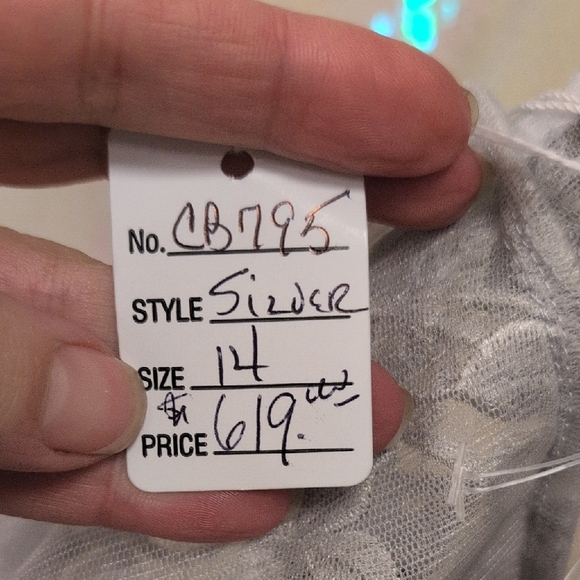 No. CB795
STYLE SILVER
SIZE 14
PRICE $619.00